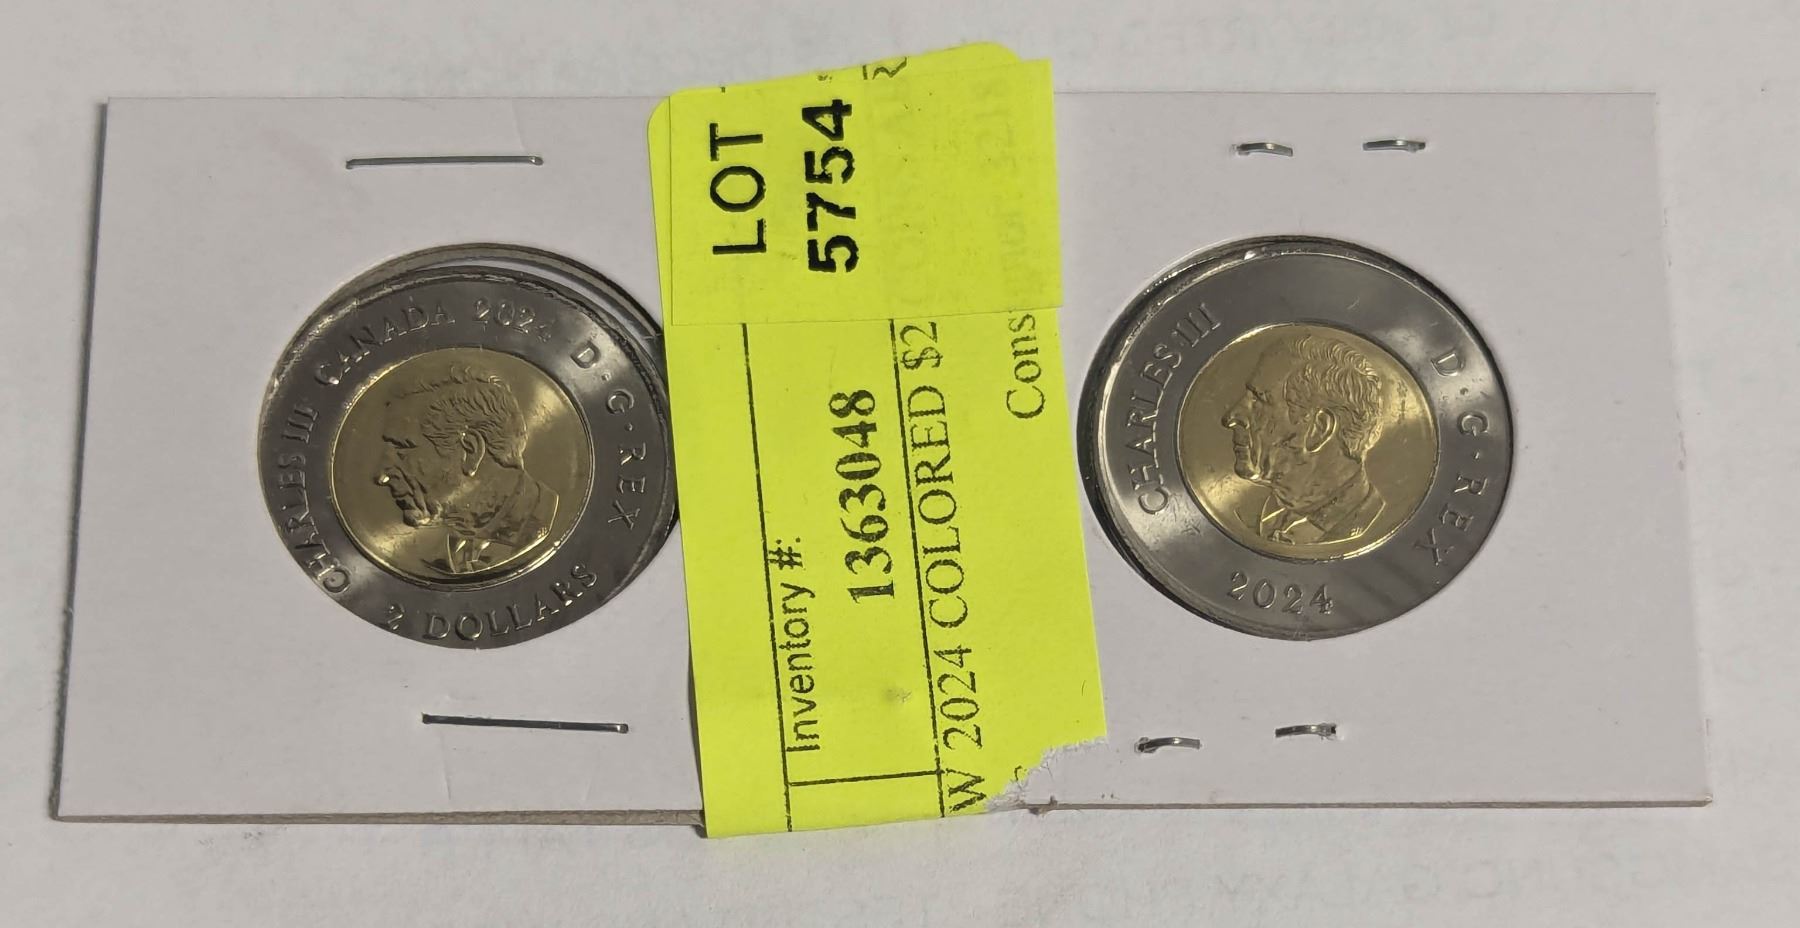 CHARLES III CANADA 2024 D·G·REX
2 DOLLARS
LOT
5754
Inventory #:
1363048
W 2024 COLORED $2
Cons
CHARLES III D·G·REX
2024